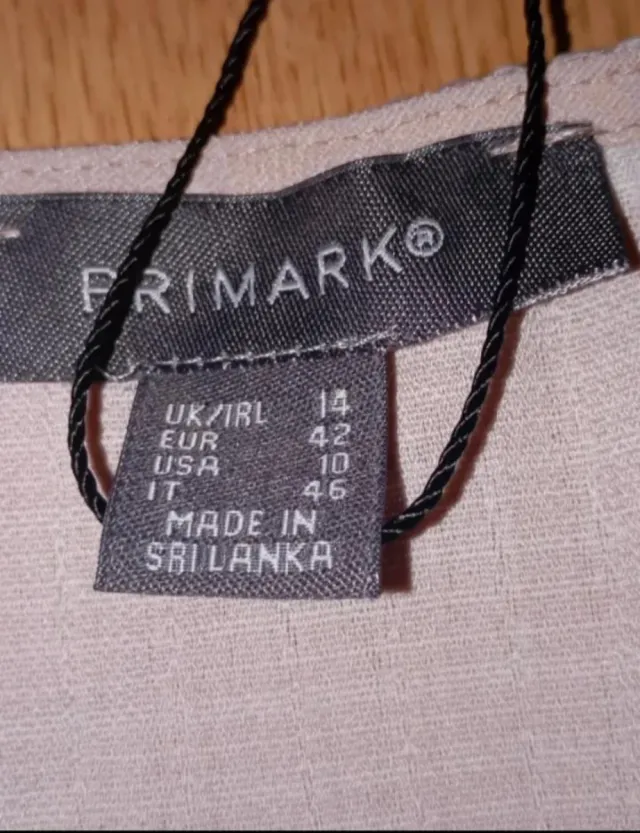 PRIMARK®
UK/IRL 14
EUR 42
USA 10
IT 46
MADE IN
SRI LANKA